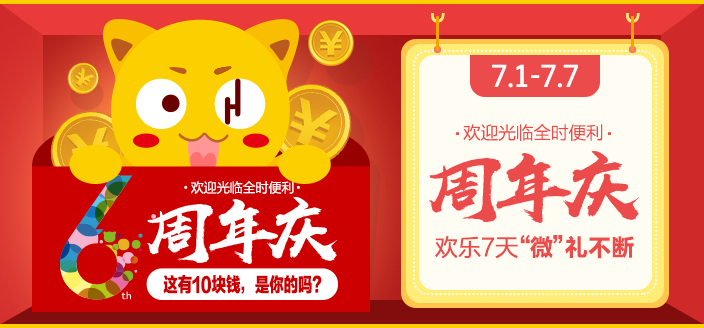 ·欢迎光临全时便利·
6th
周年庆
这有10块钱，是你的吗？
7.1-7.7
·欢迎光临全时便利·
周年庆
欢乐7天“微”礼不断